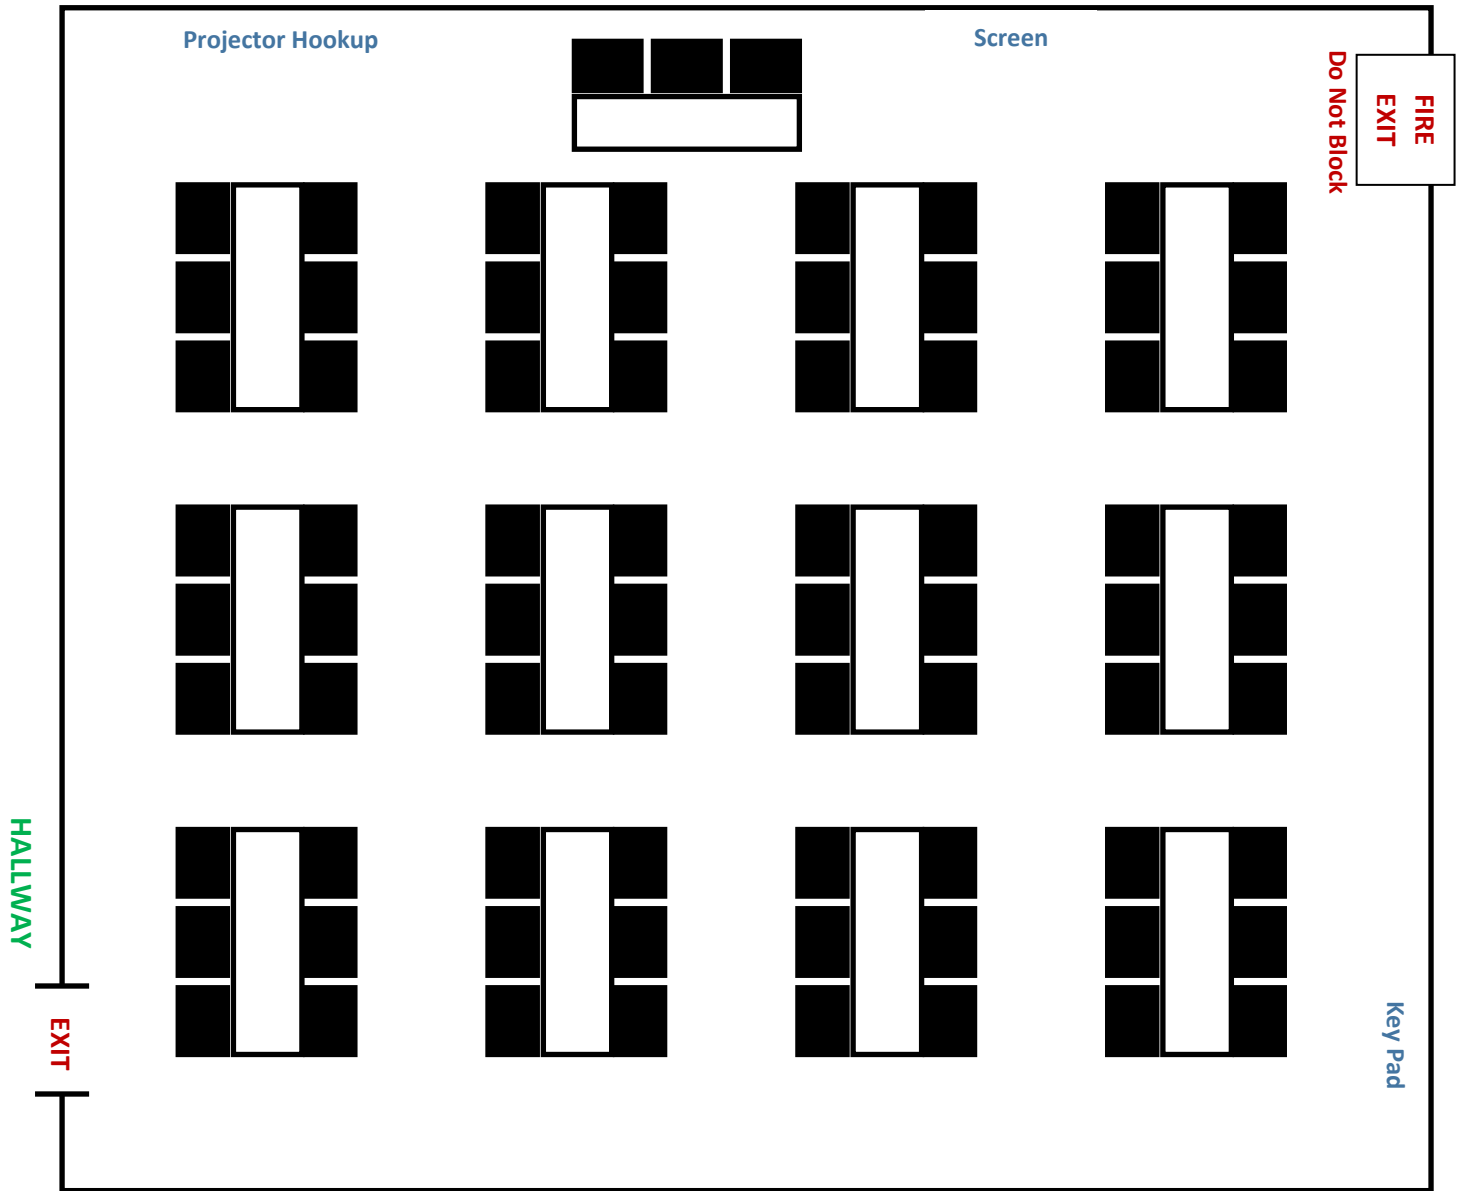 Projector Hookup
Screen
Do Not Block
FIRE
EXIT
HALLWAY
EXIT
Key Pad